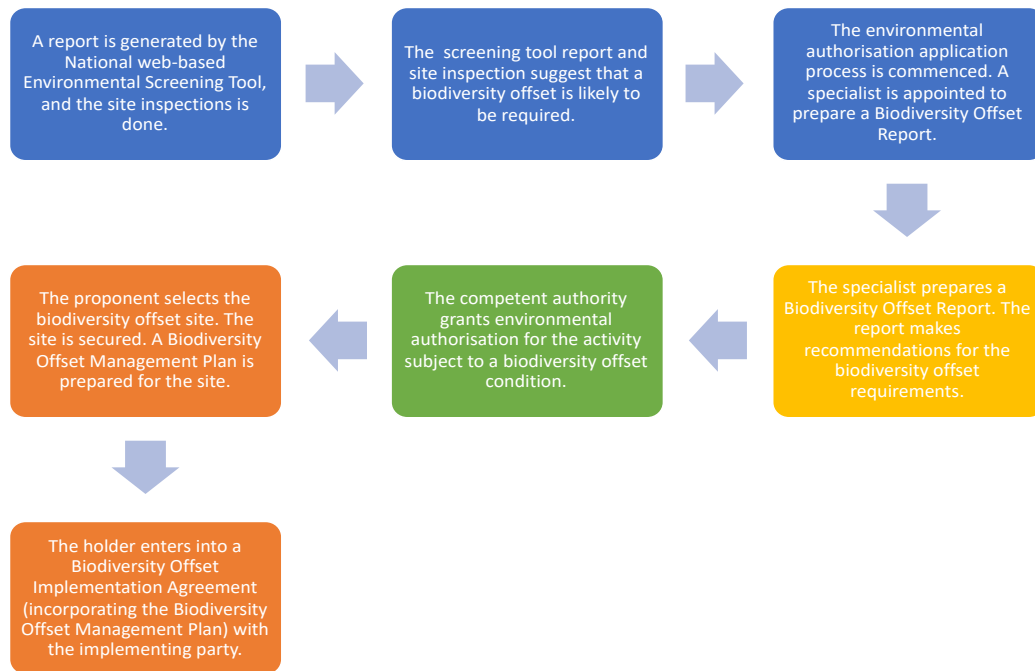 A report is generated by the
National web-based
Environmental Screening Tool,
and the site inspections is
done.
The  screening tool report and
site inspection suggest that a
biodiversity offset is likely to
be required.
The environmental
authorisation application
process is commenced. A
specialist is appointed to
prepare a Biodiversity Offset
Report.
The specialist prepares a
Biodiversity Offset Report. The
report makes
recommendations for the
biodiversity offset
requirements.
The competent authority
grants environmental
authorisation for the activity
subject to a biodiversity offset
condition.
The proponent selects the
biodiversity offset site. The
site is secured. A Biodiversity
Offset Management Plan is
prepared for the site.
The holder enters into a
Biodiversity Offset
Implementation Agreement
(incorporating the Biodiversity
Offset Management Plan) with
the implementing party.